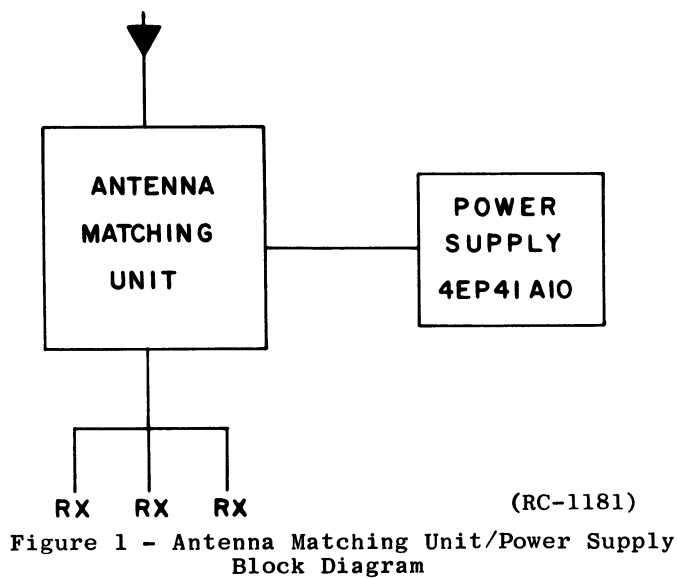 ANTENNA
MATCHING
UNIT
POWER
SUPPLY
4EP41A10
RX RX RX
(RC-1181)
Figure 1 - Antenna Matching Unit/Power Supply
Block Diagram